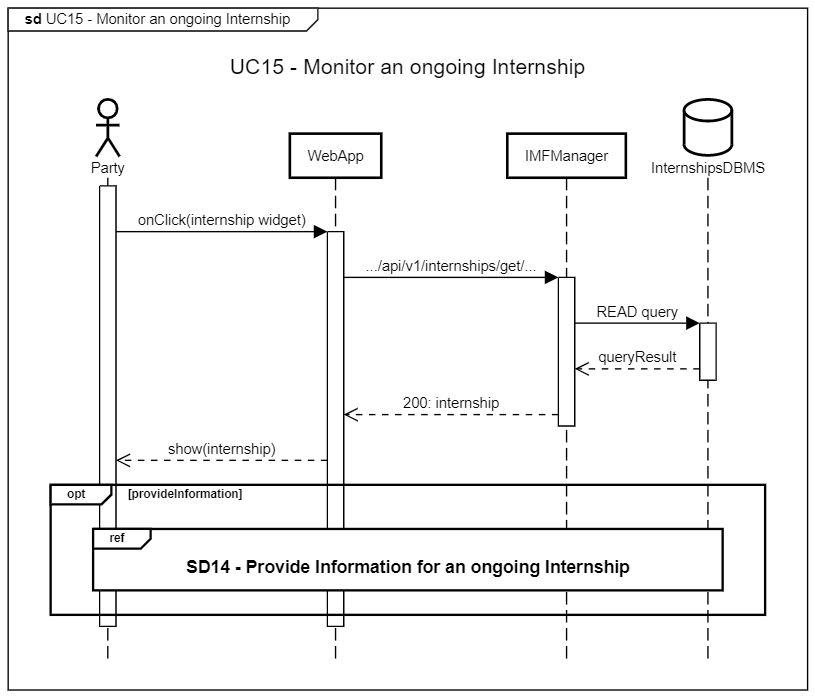 sd UC15 - Monitor an ongoing Internship
UC15 - Monitor an ongoing Internship
Party
WebApp
IMFManager
InternshipsDBMS
onClick(internship widget)
.../api/v1/internships/get/...
READ query
queryResult
200: internship
show(internship)
opt
[provideInformation]
ref
SD14 - Provide Information for an ongoing Internship